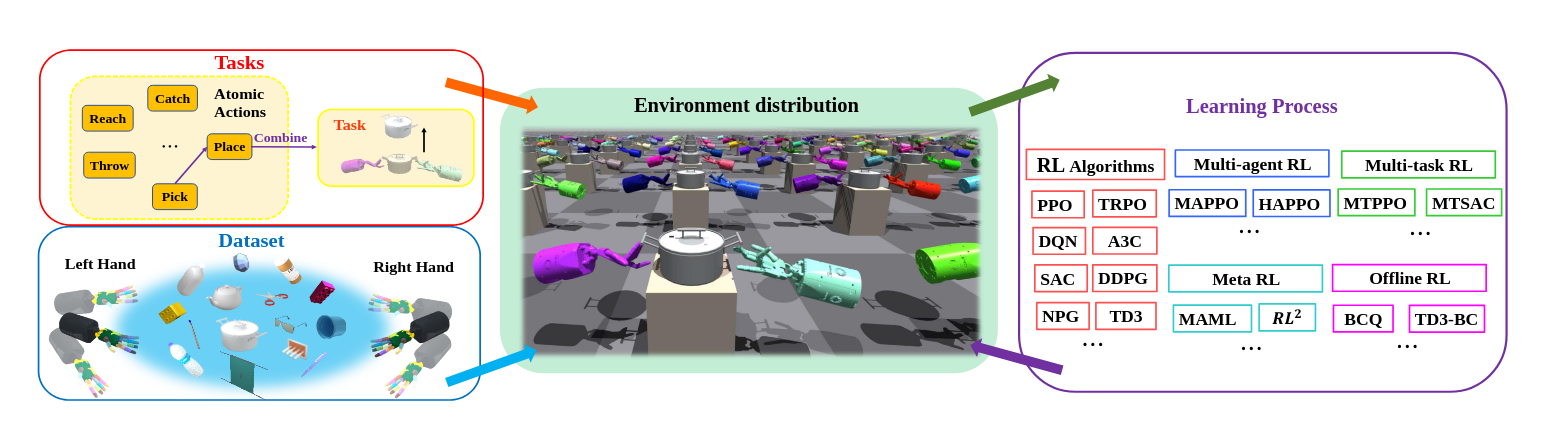 Tasks
Catch
Atomic
Actions
Reach
...
Place
Combine
Throw
Pick
Task
Dataset
Left Hand
Right Hand
Environment distribution
Learning Process
RL Algorithms
PPO
TRPO
DQN
A3C
SAC
DDPG
NPG
TD3
...
Multi-agent RL
MAPPO
HAPPO
...
Multi-task RL
MTPPO
MTSAC
...
Meta RL
MAML
RL²
...
Offline RL
BCQ
TD3-BC
...